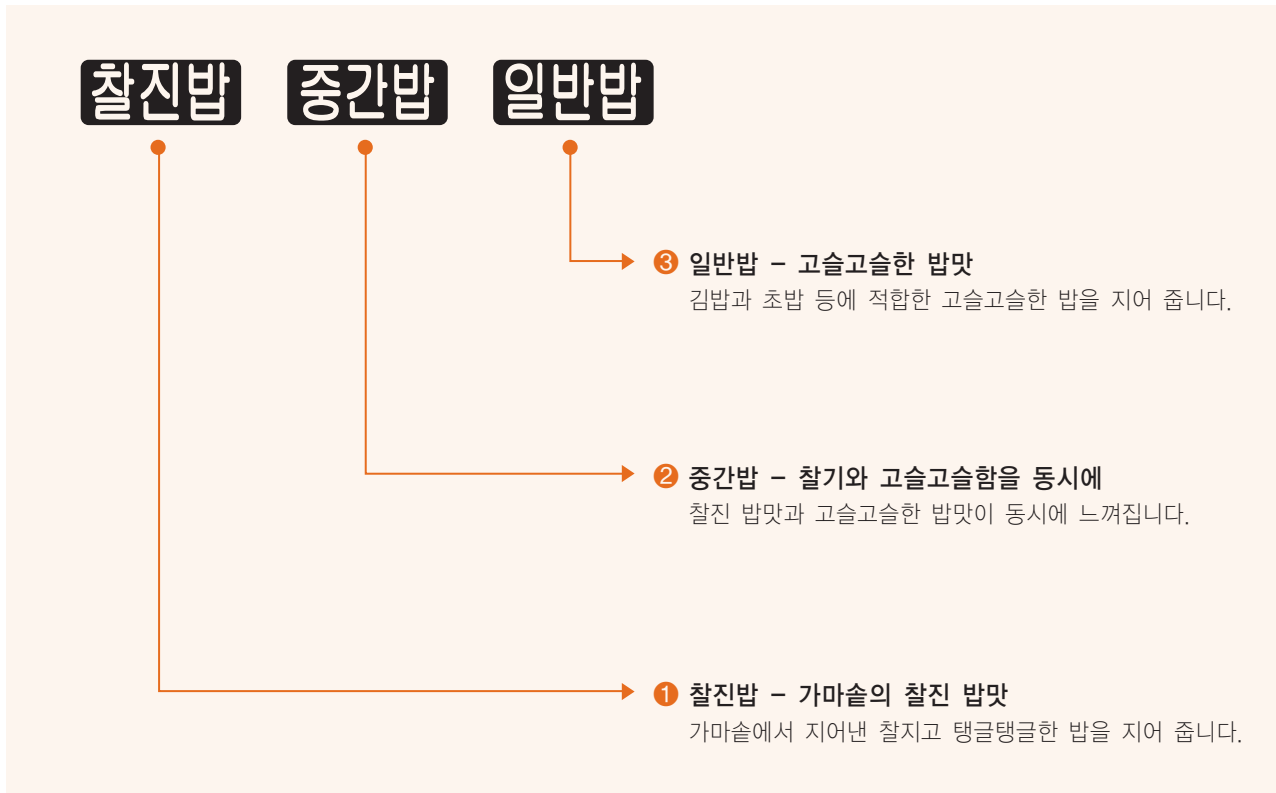 찰진밥 중간밥 일반밥
❸ 일반밥 – 고슬고슬한 밥맛
김밥과 초밥 등에 적합한 고슬고슬한 밥을 지어 줍니다.
❷ 중간밥 – 찰기와 고슬고슬함을 동시에
찰진 밥맛과 고슬고슬한 밥맛이 동시에 느껴집니다.
❶ 찰진밥 – 가마솥의 찰진 밥맛
가마솥에서 지어낸 찰지고 탱글탱글한 밥을 지어 줍니다.